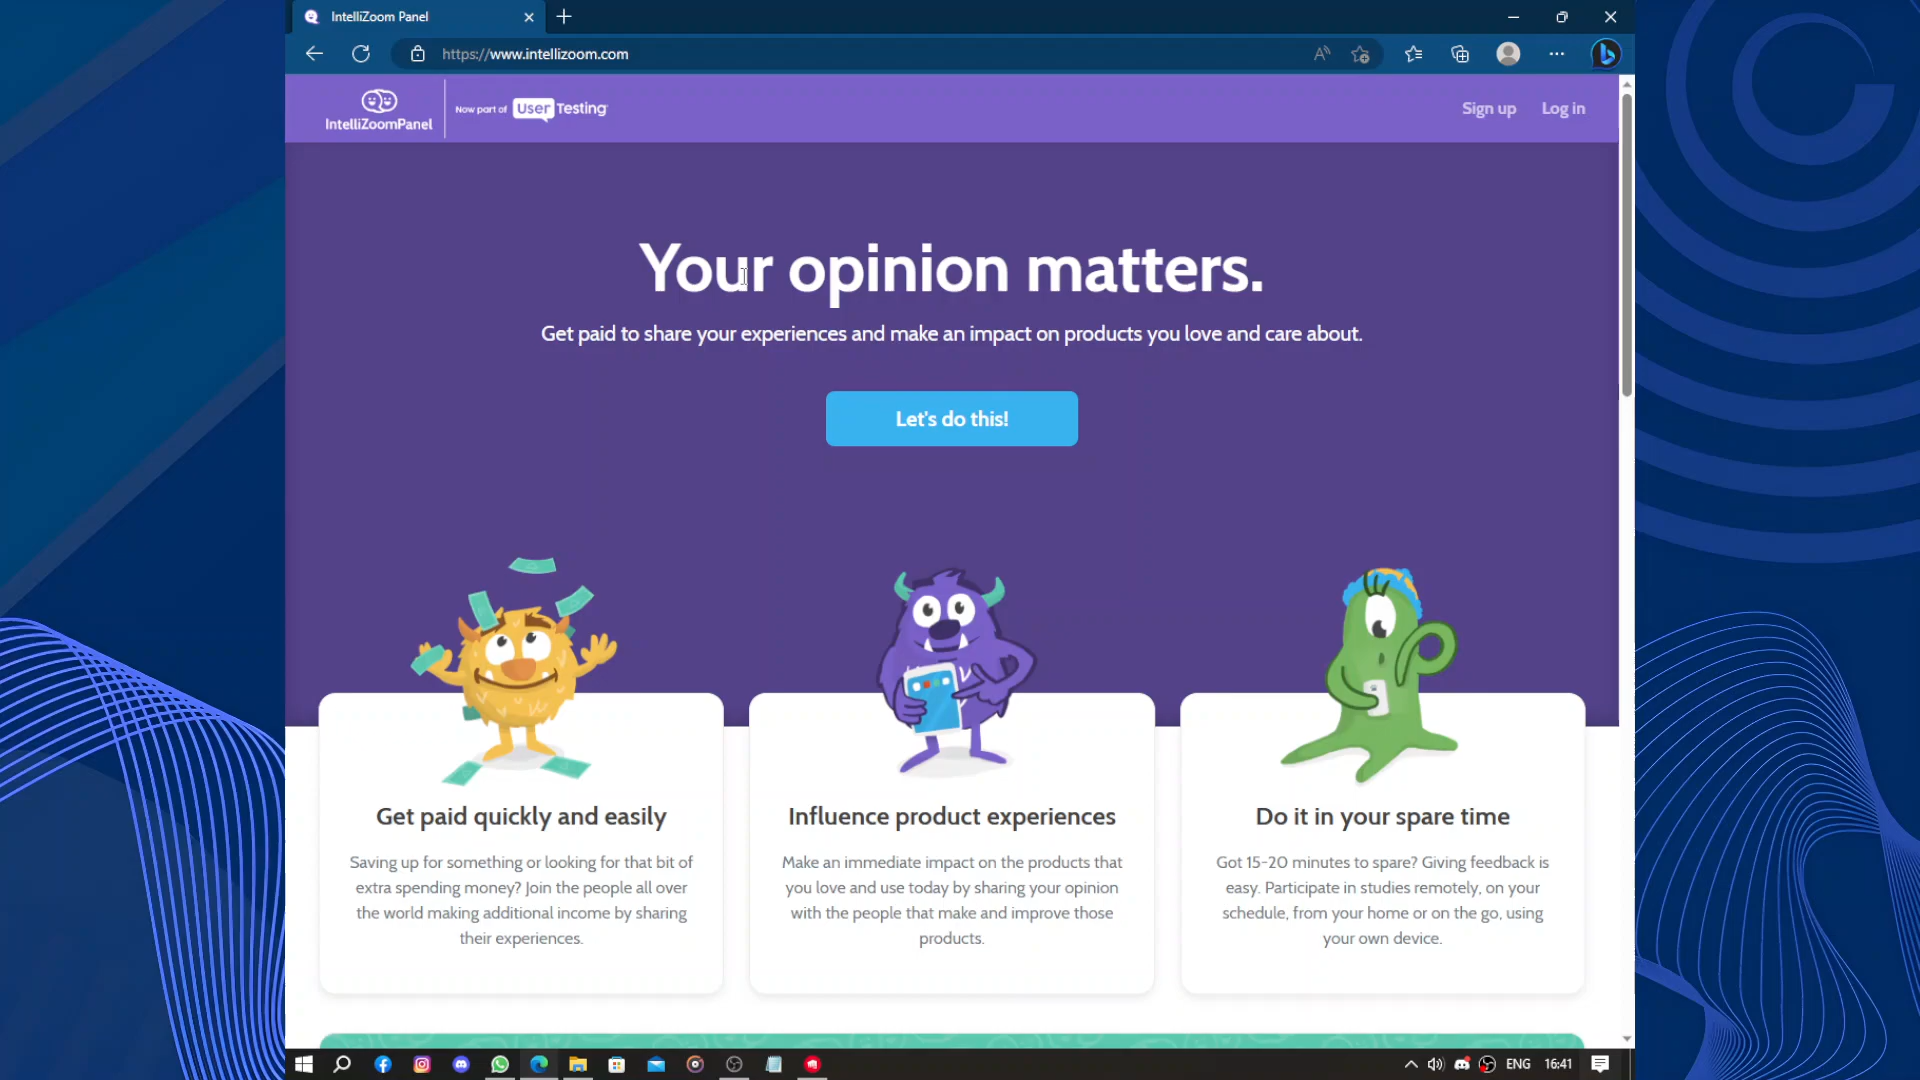 IntelliZoom Panel
https://www.intellizoom.com
IntelliZoomPanel
Now part of UserTesting
Sign up
Log in
Your opinion matters.
Get paid to share your experiences and make an impact on products you love and care about.
Let's do this!
Get paid quickly and easily
Saving up for something or looking for that bit of
extra spending money? Join the people all over
the world making additional income by sharing
their experiences.
Influence product experiences
Make an immediate impact on the products that
you love and use today by sharing your opinion
with the people that make and improve those
products.
Do it in your spare time
Got 15-20 minutes to spare? Giving feedback is
easy. Participate in studies remotely, on your
schedule, from your home or on the go, using
your own device.
ENG
16:41